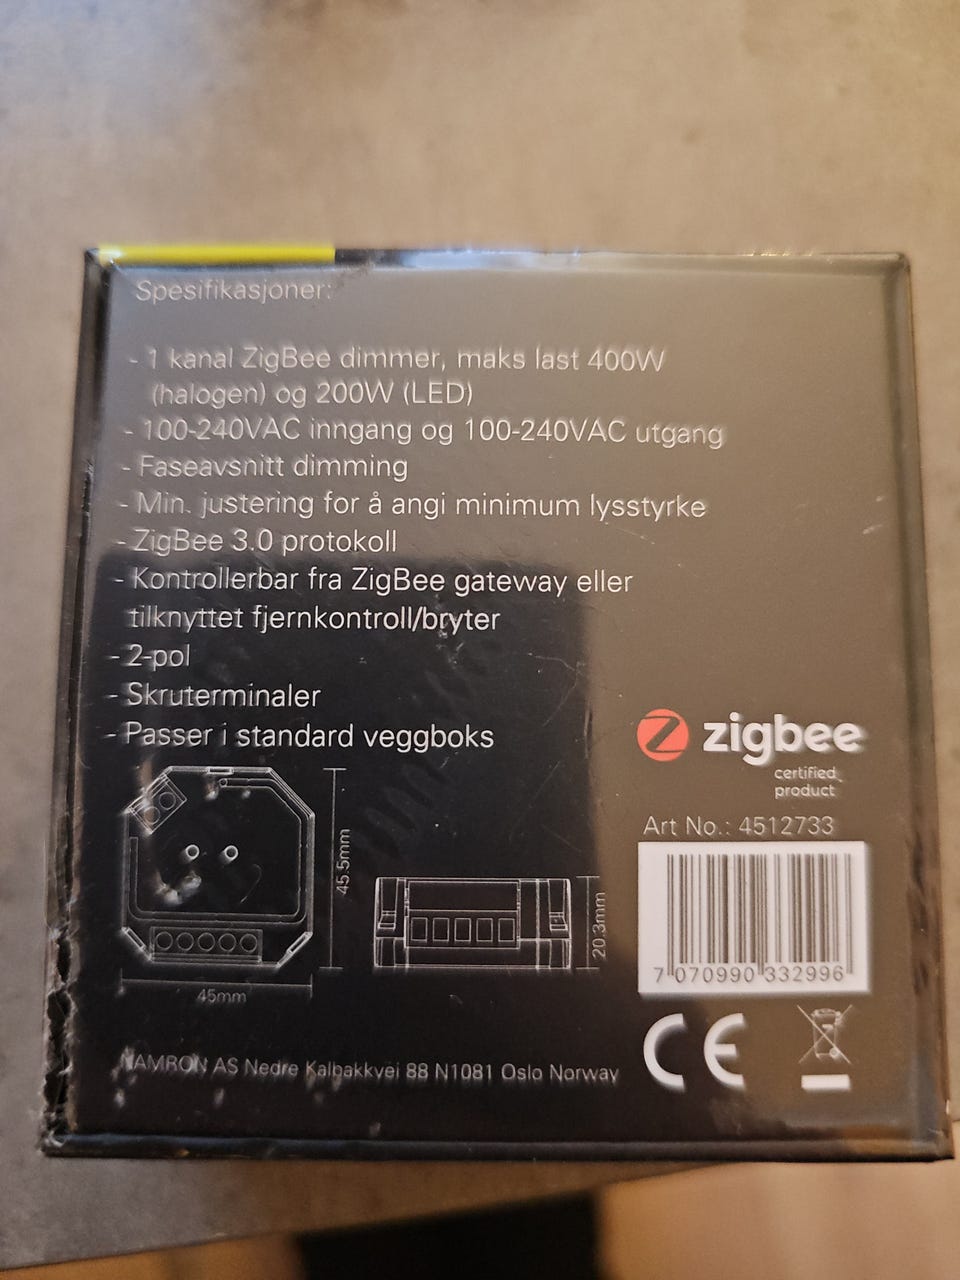 Spesifikasjoner:
- 1 kanal ZigBee dimmer, maks last 400W
(halogen) og 200W (LED)
- 100-240VAC inngang og 100-240VAC utgang
- Faseavsnitt dimming
- Min. justering for å angi minimum lysstyrke
- ZigBee 3.0 protokoll
- Kontrollerbar fra ZigBee gateway eller
tilknyttet fjernkontroll/bryter
- 2-pol
- Skruterminaler
- Passer i standard veggboks
zigbee
certified
product
Art No.: 4512733
45.5mm
20.3mm
45mm
7 070990 332996
NAMRON AS Nedre Kalbakkvei 88 N1081 Oslo Norway
CE